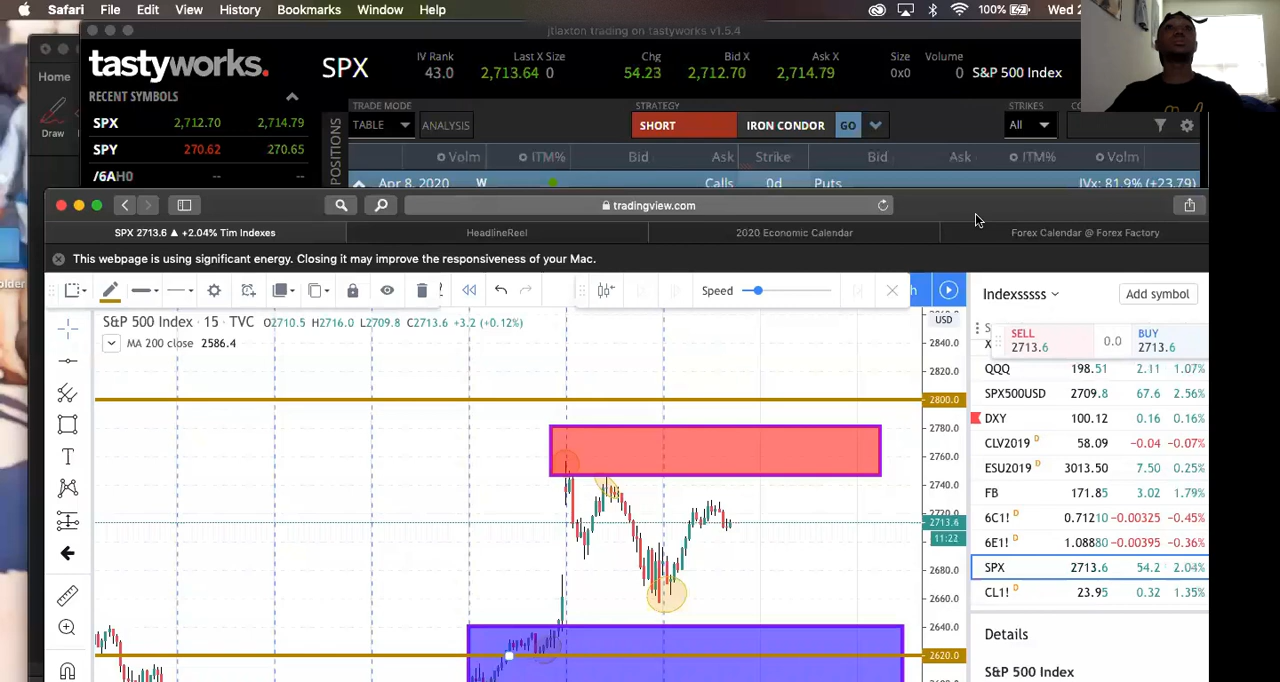 Safari File Edit View History Bookmarks Window Help 100% Wed 2
jtlaxton trading on tastyworks v1.5.4
Home
Draw
tastyworks.
RECENT SYMBOLS
SPX 2,712.70 2,714.79
SPY 270.62 270.65
/6AH0 -- --
POSITIONS
SPX
IV Rank Last X Size Chg Bid X Ask X Size Volume
43.0 2,713.64 0 54.23 2,712.70 2,714.79 0x0 0 S&P 500 Index
TRADE MODE STRATEGY STRIKES
TABLE ANALYSIS SHORT IRON CONDOR GO All
Volm ITM% Bid Ask Strike Bid Ask ITM% Volm
Apr 8, 2020 W Calls 0d Puts IVx: 81.9% (+23.79)
tradingview.com
SPX 2713.6 ▲ +2.04% Tim Indexes HeadlineReel 2020 Economic Calendar Forex Calendar @ Forex Factory
This webpage is using significant energy. Closing it may improve the responsiveness of your Mac.
Speed
S&P 500 Index · 15 · TVC O2710.5 H2716.0 L2709.8 C2713.6 +3.2 (+0.12%)
MA 200 close 2586.4
USD
2840.0
2820.0
2800.0
2780.0
2760.0
2740.0
2720.0
2713.6
11:22
2680.0
2660.0
2640.0
2620.0
Indexsssss Add symbol
SELL 2713.6 0.0 BUY 2713.6
QQQ 198.51 2.11 1.07%
SPX500USD 2709.8 67.6 2.56%
DXY 100.12 0.16 0.16%
CLV2019 D 58.09 −0.04 −0.07%
ESU2019 D 3013.50 7.50 0.25%
FB 171.85 3.02 1.79%
6C1! D 0.71210 −0.00325 −0.45%
6E1! D 1.08880 −0.00395 −0.36%
SPX 2713.6 54.2 2.04%
CL1! D 23.95 0.32 1.35%
Details
S&P 500 Index